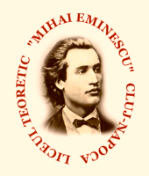 LICEUL TEORETIC "MIHAI EMINESCU" CLUJ-NAPOCA